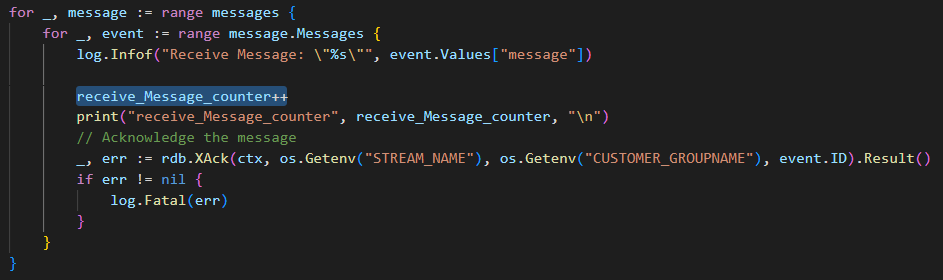 for _, message := range messages {
for _, event := range message.Messages {
log.Infof("Receive Message: \"%s\"", event.Values["message"])
receive_Message_counter++
print("receive_Message_counter", receive_Message_counter, "\n")
// Acknowledge the message
_, err := rdb.XAck(ctx, os.Getenv("STREAM_NAME"), os.Getenv("CUSTOMER_GROUPNAME"), event.ID).Result()
if err != nil {
log.Fatal(err)
}
}
}